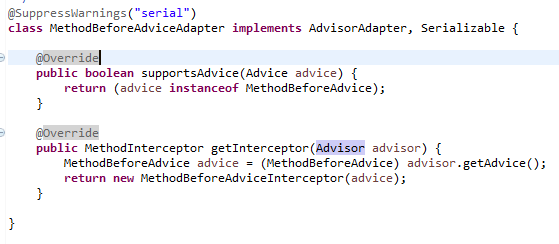 @SuppressWarnings("serial")
class MethodBeforeAdviceAdapter implements AdvisorAdapter, Serializable {
@Override
public boolean supportsAdvice(Advice advice) {
return (advice instanceof MethodBeforeAdvice);
}
@Override
public MethodInterceptor getInterceptor(Advisor advisor) {
MethodBeforeAdvice advice = (MethodBeforeAdvice) advisor.getAdvice();
return new MethodBeforeAdviceInterceptor(advice);
}
}